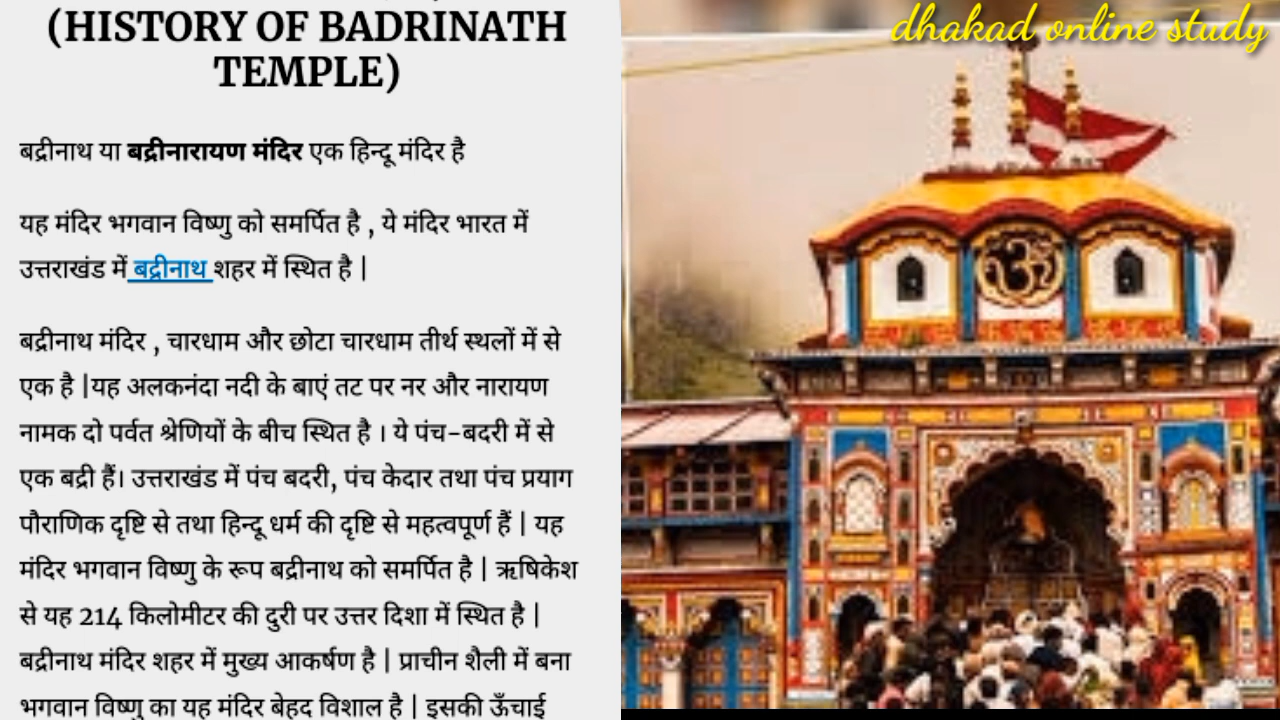 (HISTORY OF BADRINATH
TEMPLE)
बद्रीनाथ या बद्रीनारायण मंदिर एक हिन्दू मंदिर है
यह मंदिर भगवान विष्णु को समर्पित है , ये मंदिर भारत में
उत्तराखंड में बद्रीनाथ शहर में स्थित है |
बद्रीनाथ मंदिर , चारधाम और छोटा चारधाम तीर्थ स्थलों में से
एक है |यह अलकनंदा नदी के बाएं तट पर नर और नारायण
नामक दो पर्वत श्रेणियों के बीच स्थित है । ये पंच-बदरी में से
एक बद्री हैं। उत्तराखंड में पंच बदरी, पंच केदार तथा पंच प्रयाग
पौराणिक दृष्टि से तथा हिन्दू धर्म की दृष्टि से महत्वपूर्ण हैं | यह
मंदिर भगवान विष्णु के रूप बद्रीनाथ को समर्पित है | ऋषिकेश
से यह 214 किलोमीटर की दुरी पर उत्तर दिशा में स्थित है |
बद्रीनाथ मंदिर शहर में मुख्य आकर्षण है | प्राचीन शैली में बना
भगवान विष्णु का यह मंदिर बेहद विशाल है | इसकी ऊँचाई
dhakad online study
ॐ